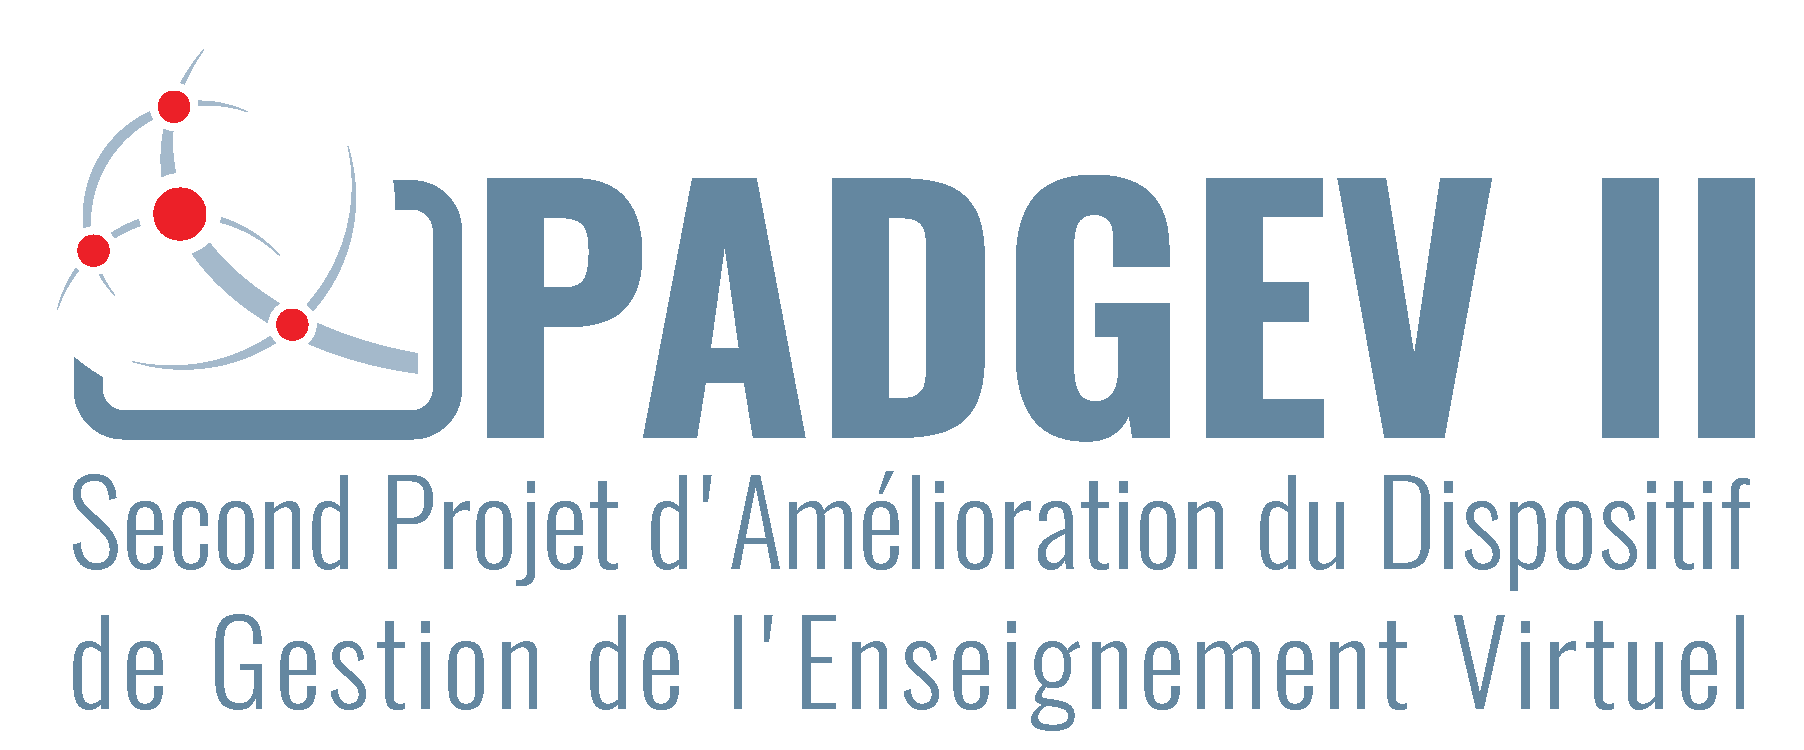 PADGEV II
Second Projet d'Amélioration du Dispositif
de Gestion de l'Enseignement Virtuel